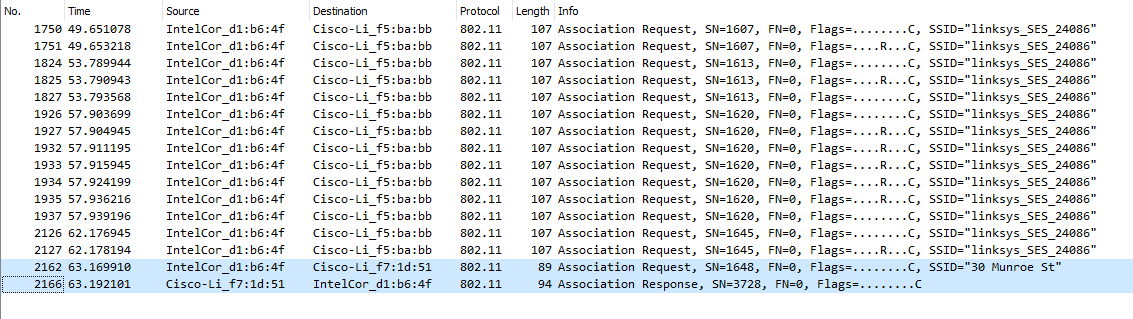 No. Time Source Destination Protocol Length Info
1750 49.651078 IntelCor_d1:b6:4f Cisco-Li_f5:ba:bb 802.11 107 Association Request, SN=1607, FN=0, Flags=........C, SSID="linksys_SES_24086"
1751 49.653218 IntelCor_d1:b6:4f Cisco-Li_f5:ba:bb 802.11 107 Association Request, SN=1607, FN=0, Flags=....R...C, SSID="linksys_SES_24086"
1824 53.789944 IntelCor_d1:b6:4f Cisco-Li_f5:ba:bb 802.11 107 Association Request, SN=1613, FN=0, Flags=........C, SSID="linksys_SES_24086"
1825 53.790943 IntelCor_d1:b6:4f Cisco-Li_f5:ba:bb 802.11 107 Association Request, SN=1613, FN=0, Flags=....R...C, SSID="linksys_SES_24086"
1827 53.793568 IntelCor_d1:b6:4f Cisco-Li_f5:ba:bb 802.11 107 Association Request, SN=1613, FN=0, Flags=........C, SSID="linksys_SES_24086"
1926 57.903699 IntelCor_d1:b6:4f Cisco-Li_f5:ba:bb 802.11 107 Association Request, SN=1620, FN=0, Flags=........C, SSID="linksys_SES_24086"
1927 57.904945 IntelCor_d1:b6:4f Cisco-Li_f5:ba:bb 802.11 107 Association Request, SN=1620, FN=0, Flags=....R...C, SSID="linksys_SES_24086"
1932 57.911195 IntelCor_d1:b6:4f Cisco-Li_f5:ba:bb 802.11 107 Association Request, SN=1620, FN=0, Flags=....R...C, SSID="linksys_SES_24086"
1933 57.915945 IntelCor_d1:b6:4f Cisco-Li_f5:ba:bb 802.11 107 Association Request, SN=1620, FN=0, Flags=....R...C, SSID="linksys_SES_24086"
1934 57.924199 IntelCor_d1:b6:4f Cisco-Li_f5:ba:bb 802.11 107 Association Request, SN=1620, FN=0, Flags=........C, SSID="linksys_SES_24086"
1935 57.936216 IntelCor_d1:b6:4f Cisco-Li_f5:ba:bb 802.11 107 Association Request, SN=1620, FN=0, Flags=....R...C, SSID="linksys_SES_24086"
1937 57.939196 IntelCor_d1:b6:4f Cisco-Li_f5:ba:bb 802.11 107 Association Request, SN=1620, FN=0, Flags=........C, SSID="linksys_SES_24086"
2126 62.176945 IntelCor_d1:b6:4f Cisco-Li_f5:ba:bb 802.11 107 Association Request, SN=1645, FN=0, Flags=........C, SSID="linksys_SES_24086"
2127 62.178194 IntelCor_d1:b6:4f Cisco-Li_f5:ba:bb 802.11 107 Association Request, SN=1645, FN=0, Flags=....R...C, SSID="linksys_SES_24086"
2162 63.169910 IntelCor_d1:b6:4f Cisco-Li_f7:1d:51 802.11 89 Association Request, SN=1648, FN=0, Flags=........C, SSID="30 Munroe St"
2166 63.192101 Cisco-Li_f7:1d:51 IntelCor_d1:b6:4f 802.11 94 Association Response, SN=3728, FN=0, Flags=........C